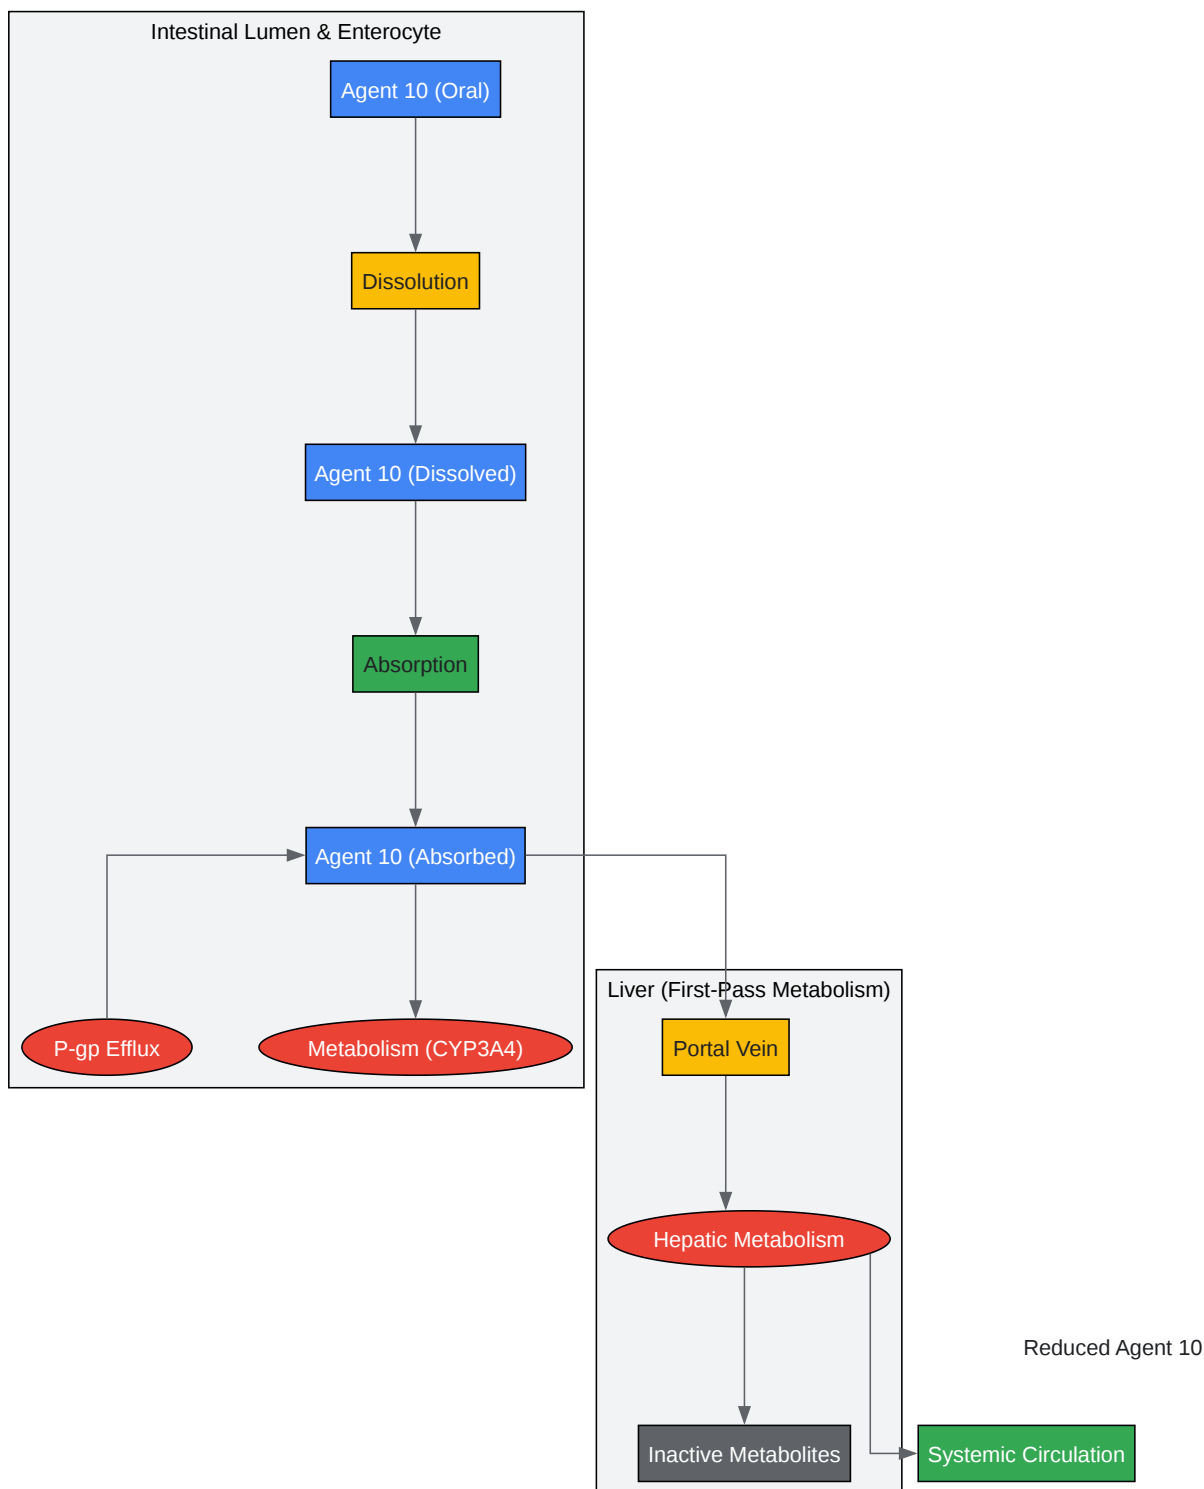 Intestinal Lumen & Enterocyte
Agent 10 (Oral)
Dissolution
Agent 10 (Dissolved)
Absorption
Agent 10 (Absorbed)
P-gp Efflux
Metabolism (CYP3A4)
Liver (First-Pass Metabolism)
Portal Vein
Hepatic Metabolism
Reduced Agent 10
Inactive Metabolites
Systemic Circulation